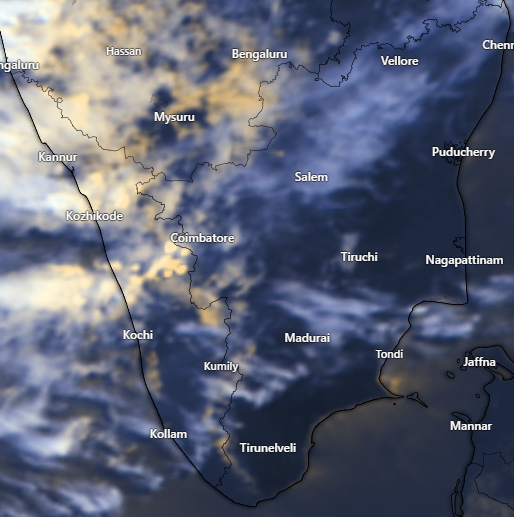 Hassan
Bengaluru
Chenn
Vellore
ngaluru
Mysuru
Puducherry
Kannur
Salem
Kozhikode
Coimbatore
Tiruchi
Nagapattinam
Kochi
Madurai
Tondi
Jaffna
Kumily
Mannar
Kollam
Tirunelveli